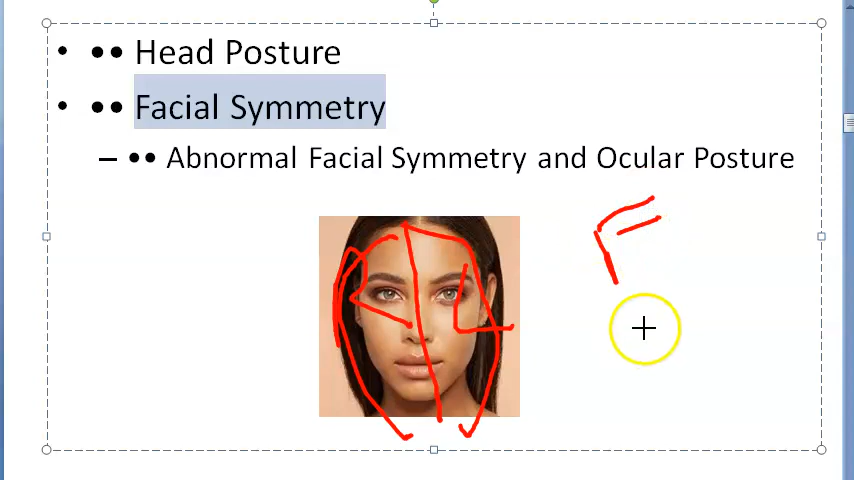 • •• Head Posture
• •• Facial Symmetry
– •• Abnormal Facial Symmetry and Ocular Posture
R L
F